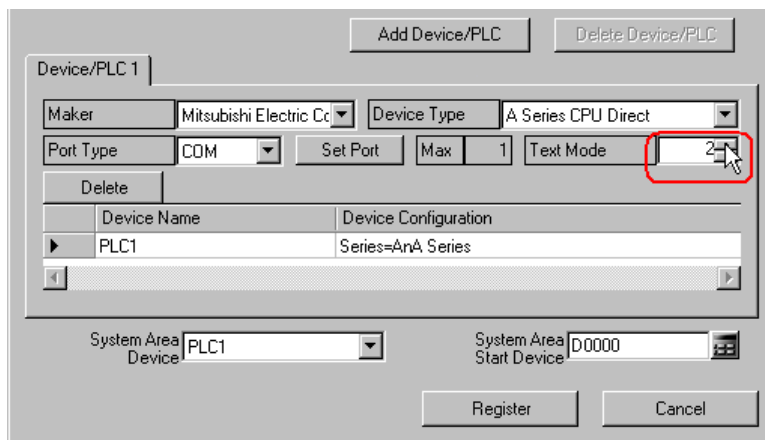 Add Device/PLC Delete Device/PLC
Device/PLC 1
Maker Mitsubishi Electric Cc Device Type A Series CPU Direct
Port Type COM Set Port Max 1 Text Mode 2
Delete
Device Name Device Configuration
PLC1 Series=AnA Series
System Area Device PLC1 System Area Start Device D0000
Register Cancel